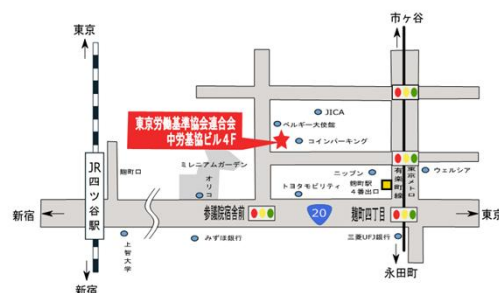 東京
市ヶ谷
JICA
ベルギー大使館
東京労働基準協会連合会
中労基協ビル4F
コインパーキング
麹町口
ミレニアムガーデン
ニップン
ウェルシア
JR四ツ谷駅
オリコ
トヨタモビリティ
麹町駅
4番出口
有楽町線
東京メトロ
新宿
参議院宿舎前
20
麹町四丁目
東京
上智大学
みずほ銀行
三菱UFJ銀行
新宿
永田町